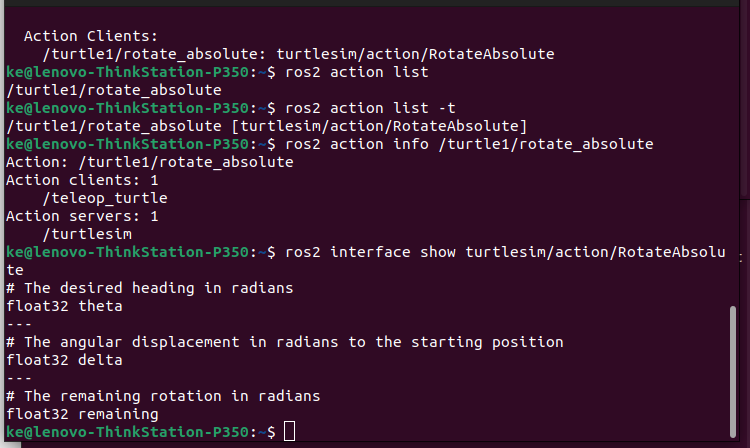 Action Clients:
/turtle1/rotate_absolute: turtlesim/action/RotateAbsolute
ke@lenovo-ThinkStation-P350:~$ ros2 action list
/turtle1/rotate_absolute
ke@lenovo-ThinkStation-P350:~$ ros2 action list -t
/turtle1/rotate_absolute [turtlesim/action/RotateAbsolute]
ke@lenovo-ThinkStation-P350:~$ ros2 action info /turtle1/rotate_absolute
Action: /turtle1/rotate_absolute
Action clients: 1
/teleop_turtle
Action servers: 1
/turtlesim
ke@lenovo-ThinkStation-P350:~$ ros2 interface show turtlesim/action/RotateAbsolu
te
# The desired heading in radians
float32 theta
---
# The angular displacement in radians to the starting position
float32 delta
---
# The remaining rotation in radians
float32 remaining
ke@lenovo-ThinkStation-P350:~$